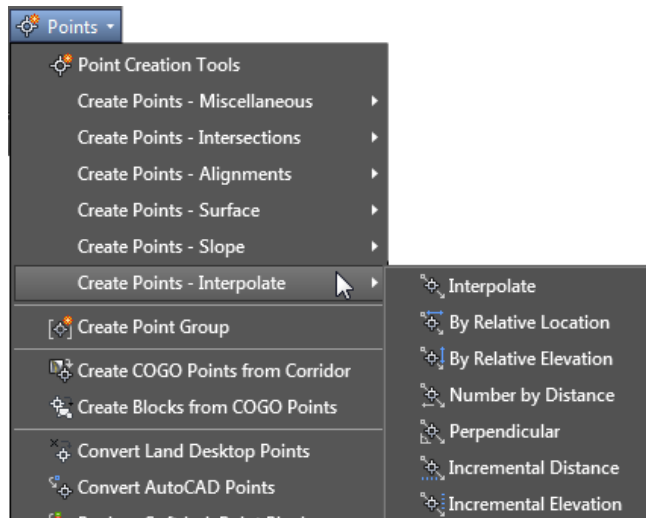 Points
Point Creation Tools
Create Points - Miscellaneous
Create Points - Intersections
Create Points - Alignments
Create Points - Surface
Create Points - Slope
Create Points - Interpolate
Interpolate
By Relative Location
By Relative Elevation
Number by Distance
Perpendicular
Incremental Distance
Incremental Elevation
Create Point Group
Create COGO Points from Corridor
Create Blocks from COGO Points
Convert Land Desktop Points
Convert AutoCAD Points